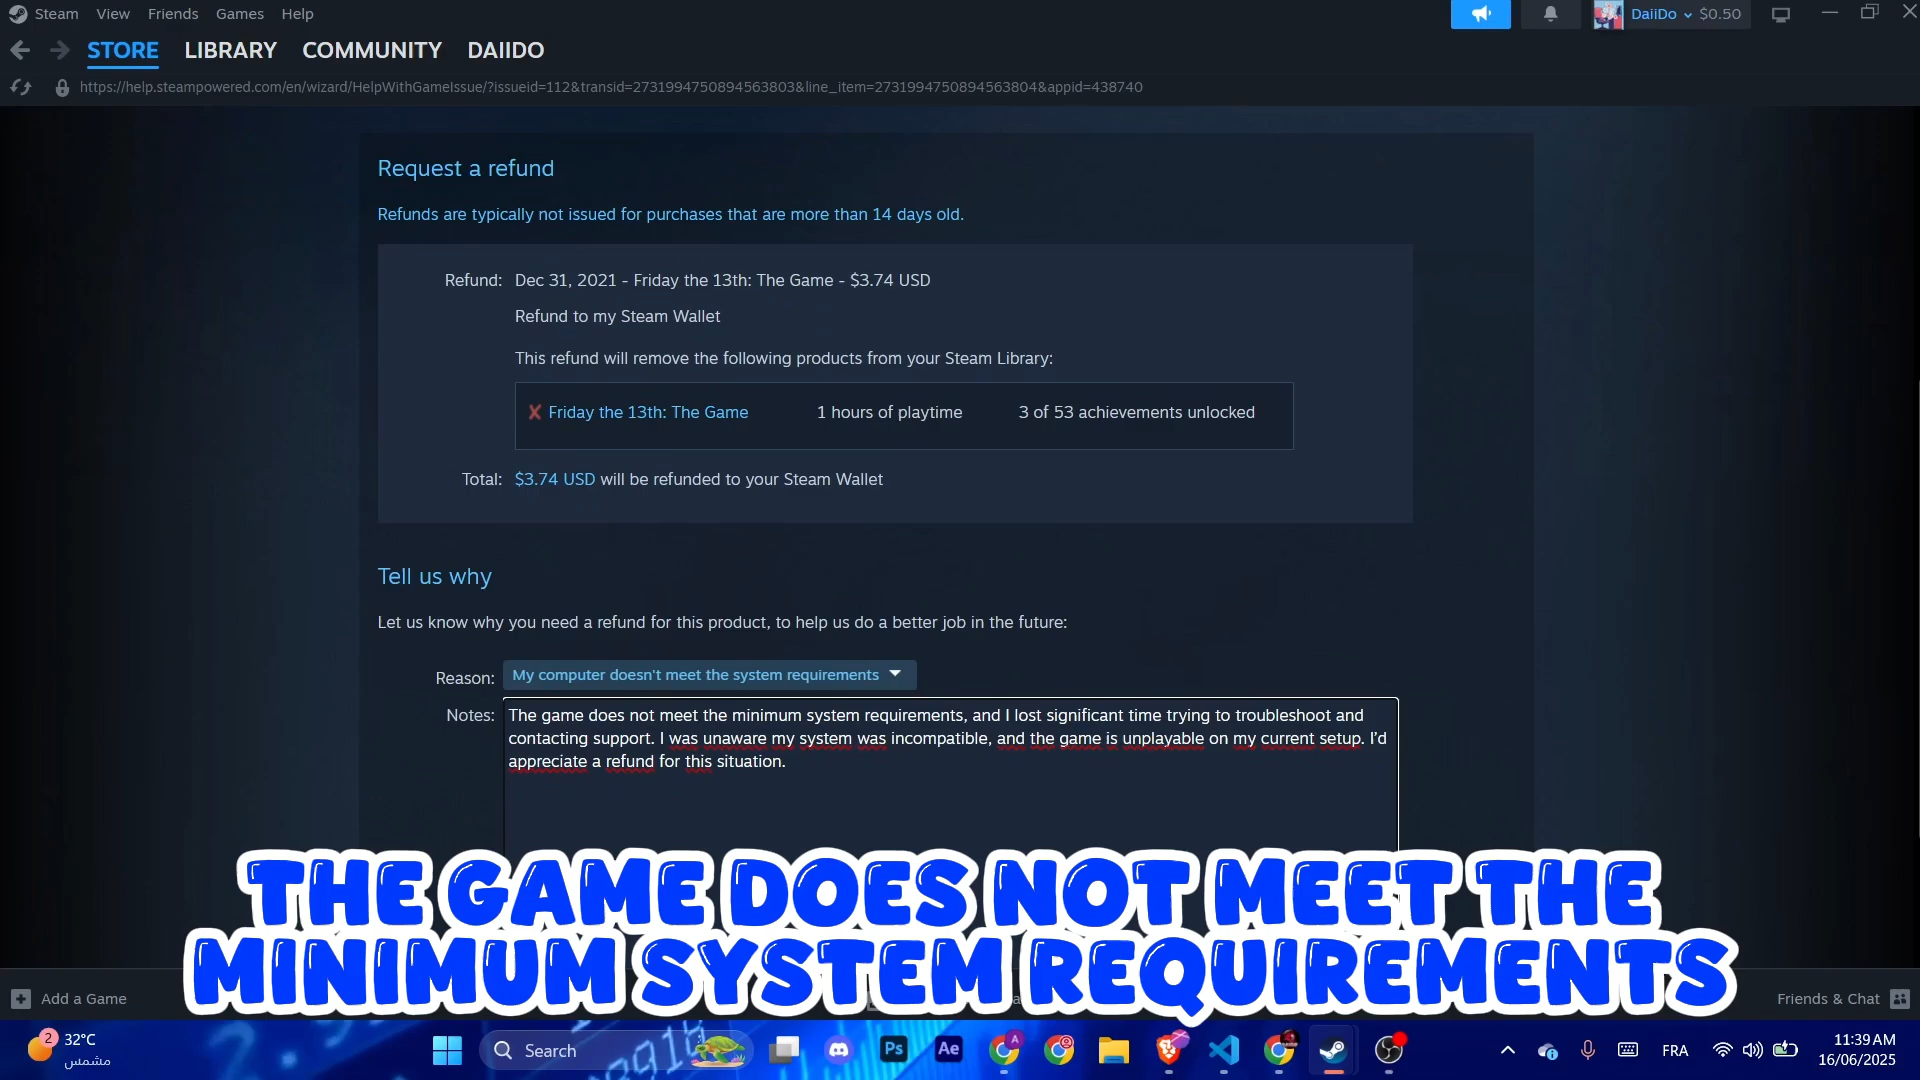 Steam View Friends Games Help
DaiiDo $0.50
STORE LIBRARY COMMUNITY DAIIDO
https://help.steampowered.com/en/wizard/HelpWithGameIssue/?issueid=112&transid=2731994750894563803&line_item=2731994750894563804&appid=438740
Request a refund
Refunds are typically not issued for purchases that are more than 14 days old.
Refund: Dec 31, 2021 - Friday the 13th: The Game - $3.74 USD
Refund to my Steam Wallet
This refund will remove the following products from your Steam Library:
X Friday the 13th: The Game 1 hours of playtime 3 of 53 achievements unlocked
Total: $3.74 USD will be refunded to your Steam Wallet
Tell us why
Let us know why you need a refund for this product, to help us do a better job in the future:
Reason: My computer doesn't meet the system requirements
Notes: The game does not meet the minimum system requirements, and I lost significant time trying to troubleshoot and
contacting support. I was unaware my system was incompatible, and the game is unplayable on my current setup. I'd
appreciate a refund for this situation.
THE GAME DOES NOT MEET THE
MINIMUM SYSTEM REQUIREMENTS
Add a Game
Friends & Chat
2 32°C
مشمس
Search
Ps
Ae
A
FRA
11:39 AM
16/06/2025